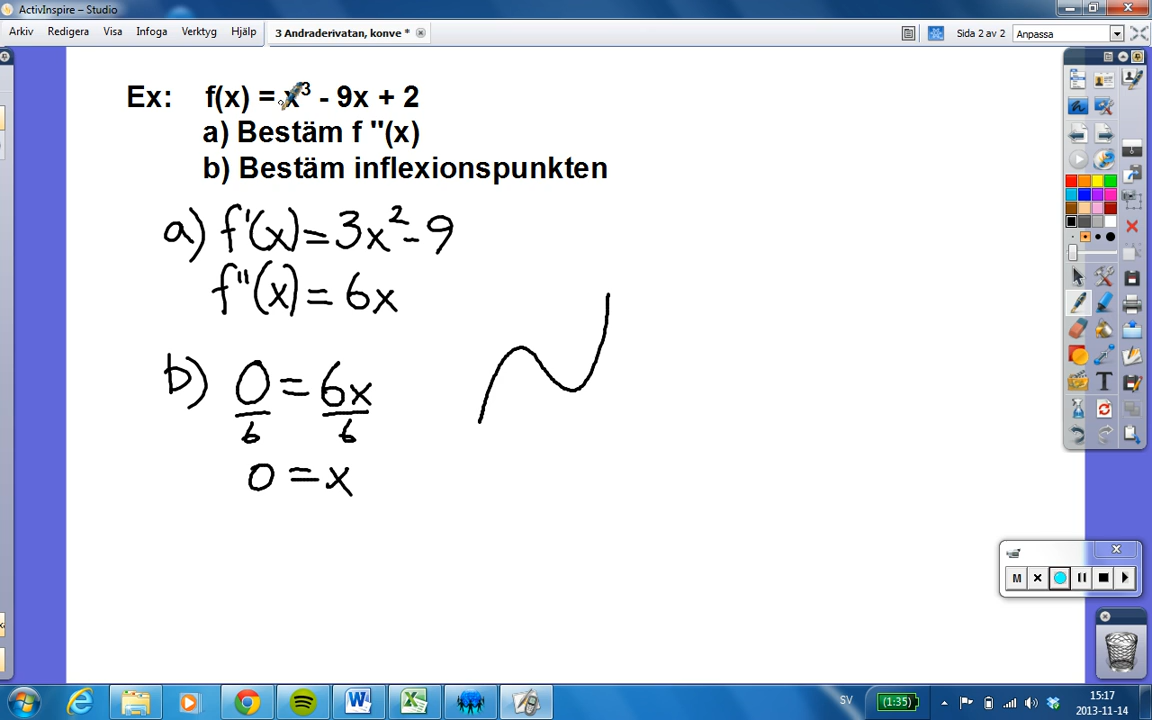 ActivInspire – Studio
Arkiv Redigera Visa Infoga Verktyg Hjälp 3 Andraderivatan, konve * Sida 2 av 2 Anpassa
Ex: f(x) = x³ - 9x + 2
a) Bestäm f "(x)
b) Bestäm inflexionspunkten
a) f'(x) = 3x² - 9
f"(x) = 6x
b) 0 = 6x
6 6
0 = x
M
SV (1:35) 15:17
2013-11-14